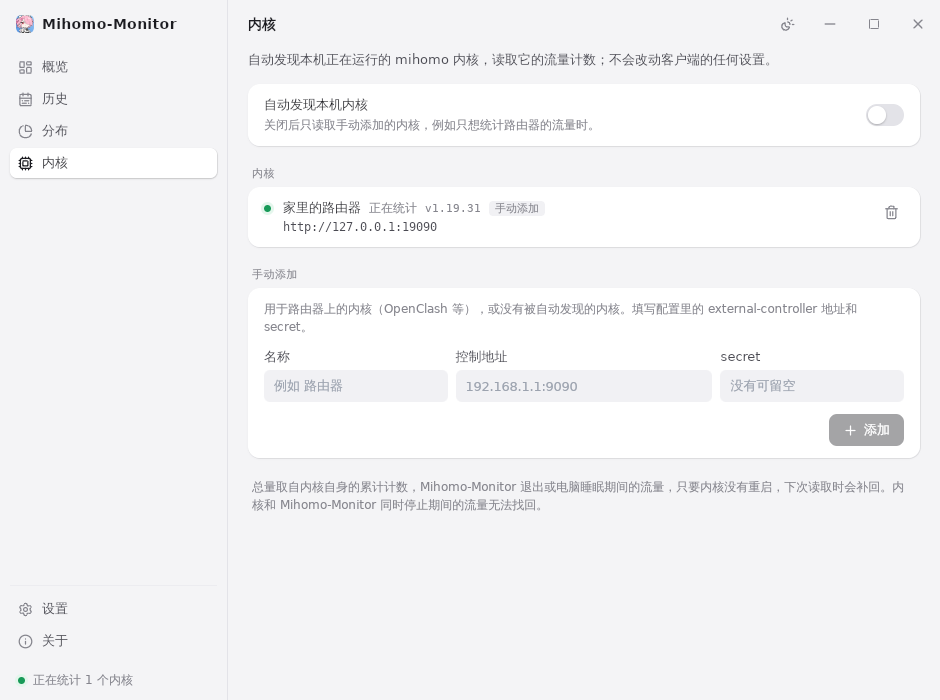 Mihomo-Monitor
概览
历史
分布
内核
设置
关于
正在统计 1 个内核
内核
自动发现本机正在运行的 mihomo 内核，读取它的流量计数；不会改动客户端的任何设置。
自动发现本机内核
关闭后只读取手动添加的内核，例如只想统计路由器的流量时。
内核
家里的路由器 正在统计 v1.19.31 手动添加
http://127.0.0.1:19090
手动添加
用于路由器上的内核（OpenClash 等），或没有被自动发现的内核。填写配置里的 external-controller 地址和
secret。
名称 控制地址 secret
例如 路由器 192.168.1.1:9090 没有可留空
添加
总量取自内核自身的累计计数，Mihomo-Monitor 退出或电脑睡眠期间的流量，只要内核没有重启，下次读取时会补回。内
核和 Mihomo-Monitor 同时停止期间的流量无法找回。